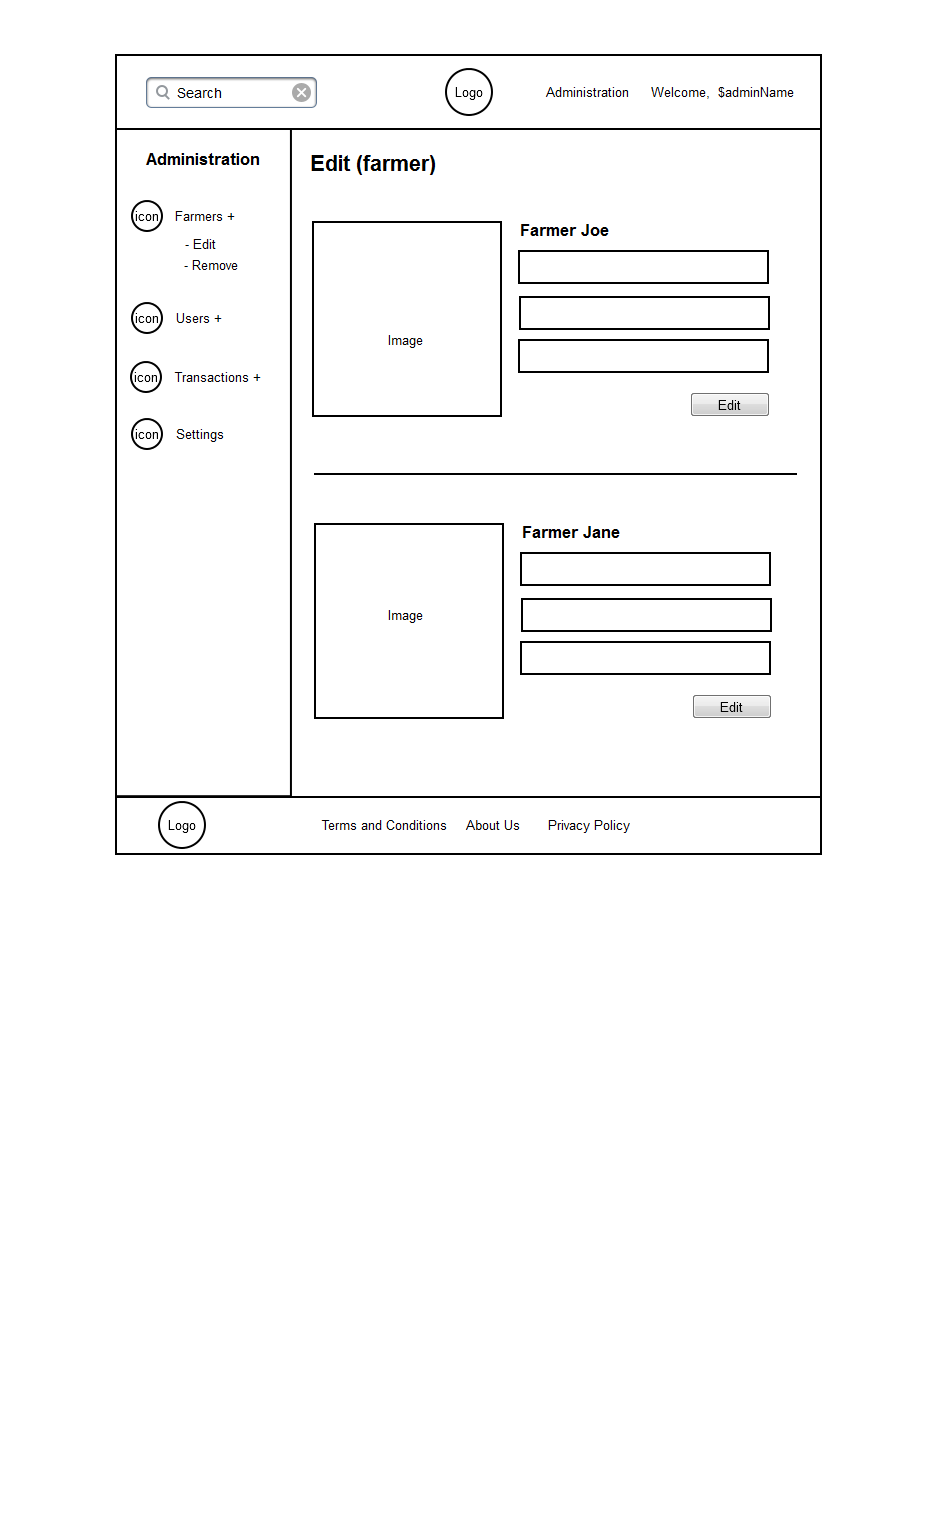 Search
Logo
Administration
Welcome, $adminName
Administration
icon Farmers +
- Edit
- Remove
icon Users +
icon Transactions +
icon Settings
Edit (farmer)
Image
Farmer Joe
Edit
Image
Farmer Jane
Edit
Logo
Terms and Conditions
About Us
Privacy Policy